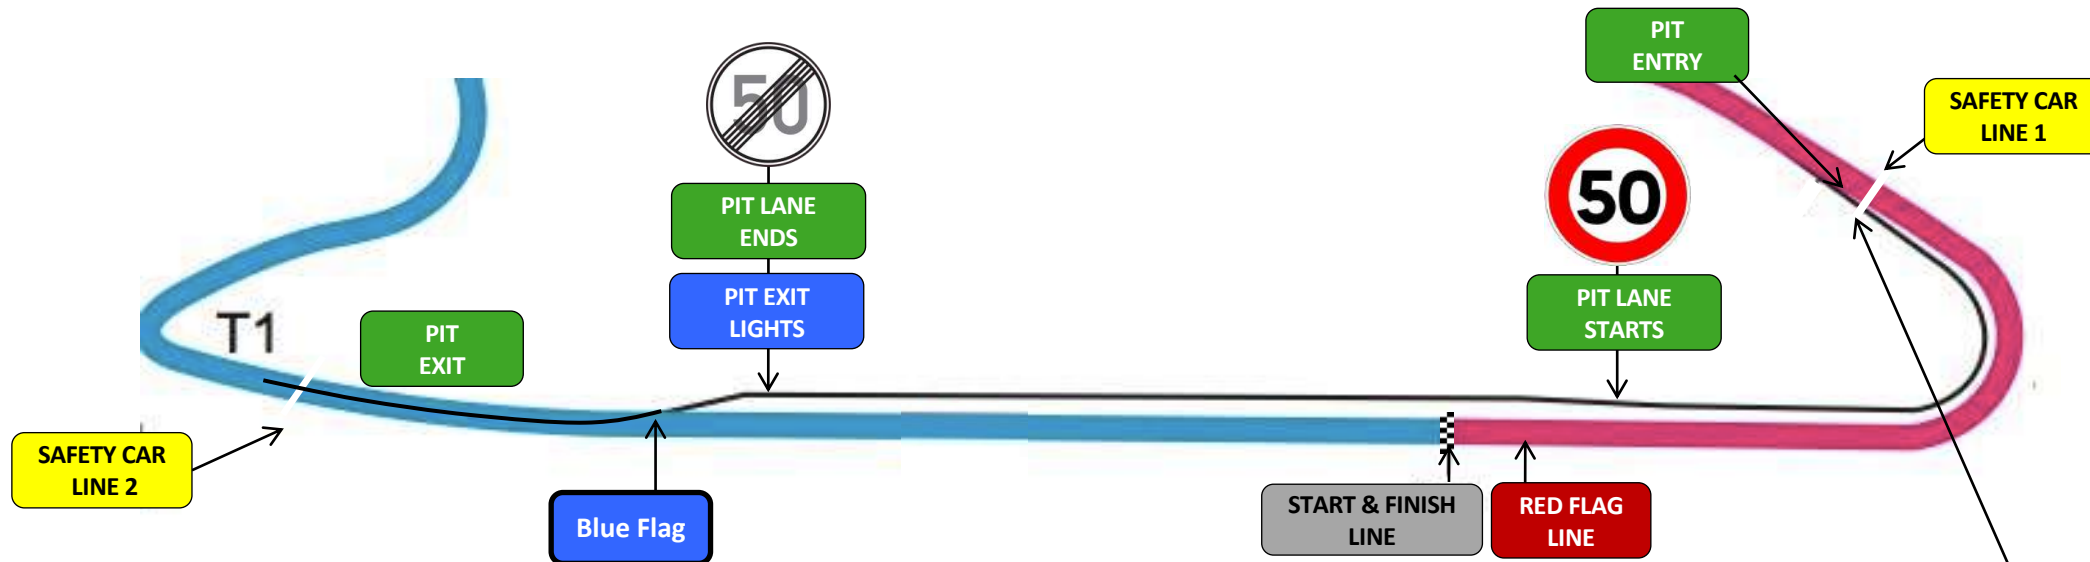 PIT
ENTRY
SAFETY CAR
LINE 1
50
50
PIT LANE
ENDS
PIT EXIT
LIGHTS
PIT LANE
STARTS
T1
PIT
EXIT
SAFETY CAR
LINE 2
Blue Flag
START & FINISH
LINE
RED FLAG
LINE